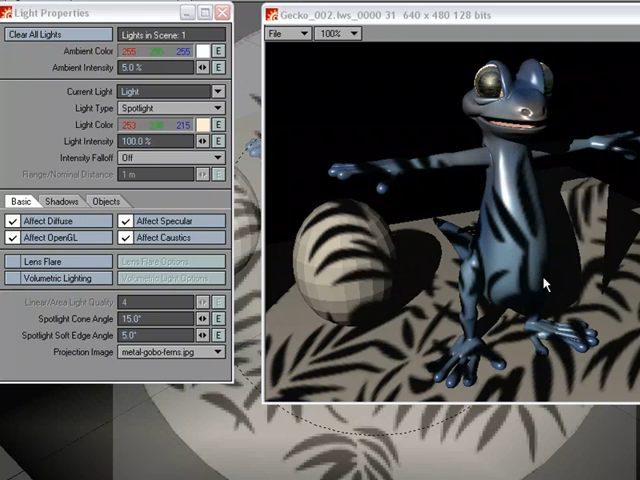 Light Properties
Clear All Lights Lights in Scene: 1
Ambient Color 255 255 255 E
Ambient Intensity 5.0 % E
Current Light Light
Light Type Spotlight
Light Color 253 215 E
Light Intensity 100.0 % E
Intensity Falloff Off
Range/Nominal Distance 1 m E
Basic Shadows Objects
Affect Diffuse Affect Specular
Affect OpenGL Affect Caustics
Lens Flare Lens Flare Options
Volumetric Lighting Volumetric Light Options
Linear/Area Light Quality 4 E
Spotlight Cone Angle 15.0° E
Spotlight Soft Edge Angle 5.0° E
Projection Image metal-gobo-ferns.jpg
Gecko_002.lws_0000 31 640 x 480 128 bits
File 100%